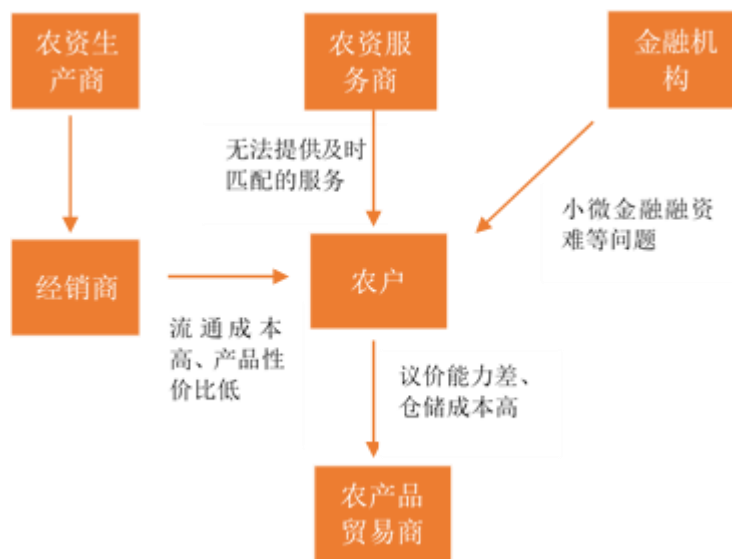 农资生
产商
农资服
务商
金融机
构
无法提供及时
匹配的服务
小微金融融资
难等问题
经销商
农户
流通成本
高、产品性
价比低
议价能力差、
仓储成本高
农产品
贸易商